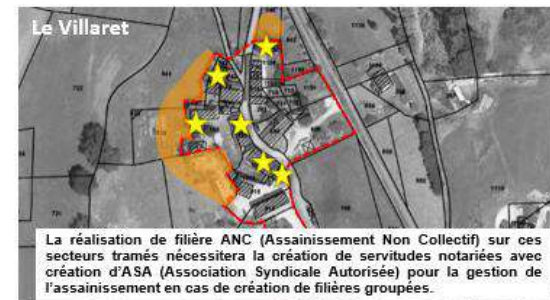 Le Villaret
La réalisation de filière ANC (Assainissement Non Collectif) sur ces
secteurs tramés nécessitera la création de servitudes notariées avec
création d'ASA (Association Syndicale Autorisée) pour la gestion de
l'assainissement en cas de création de filières groupées.